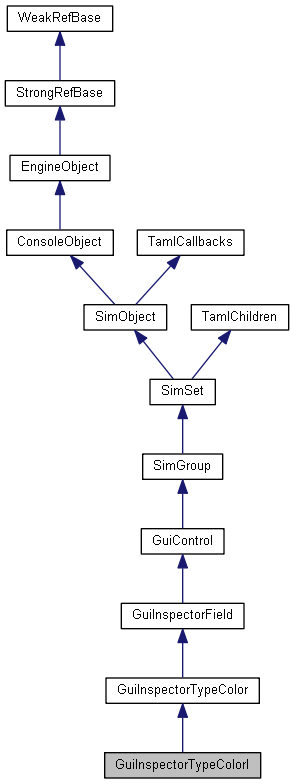 WeakRefBase
StrongRefBase
EngineObject
ConsoleObject
TamlCallbacks
SimObject
TamlChildren
SimSet
SimGroup
GuiControl
GuiInspectorField
GuiInspectorTypeColor
GuiInspectorTypeColorI